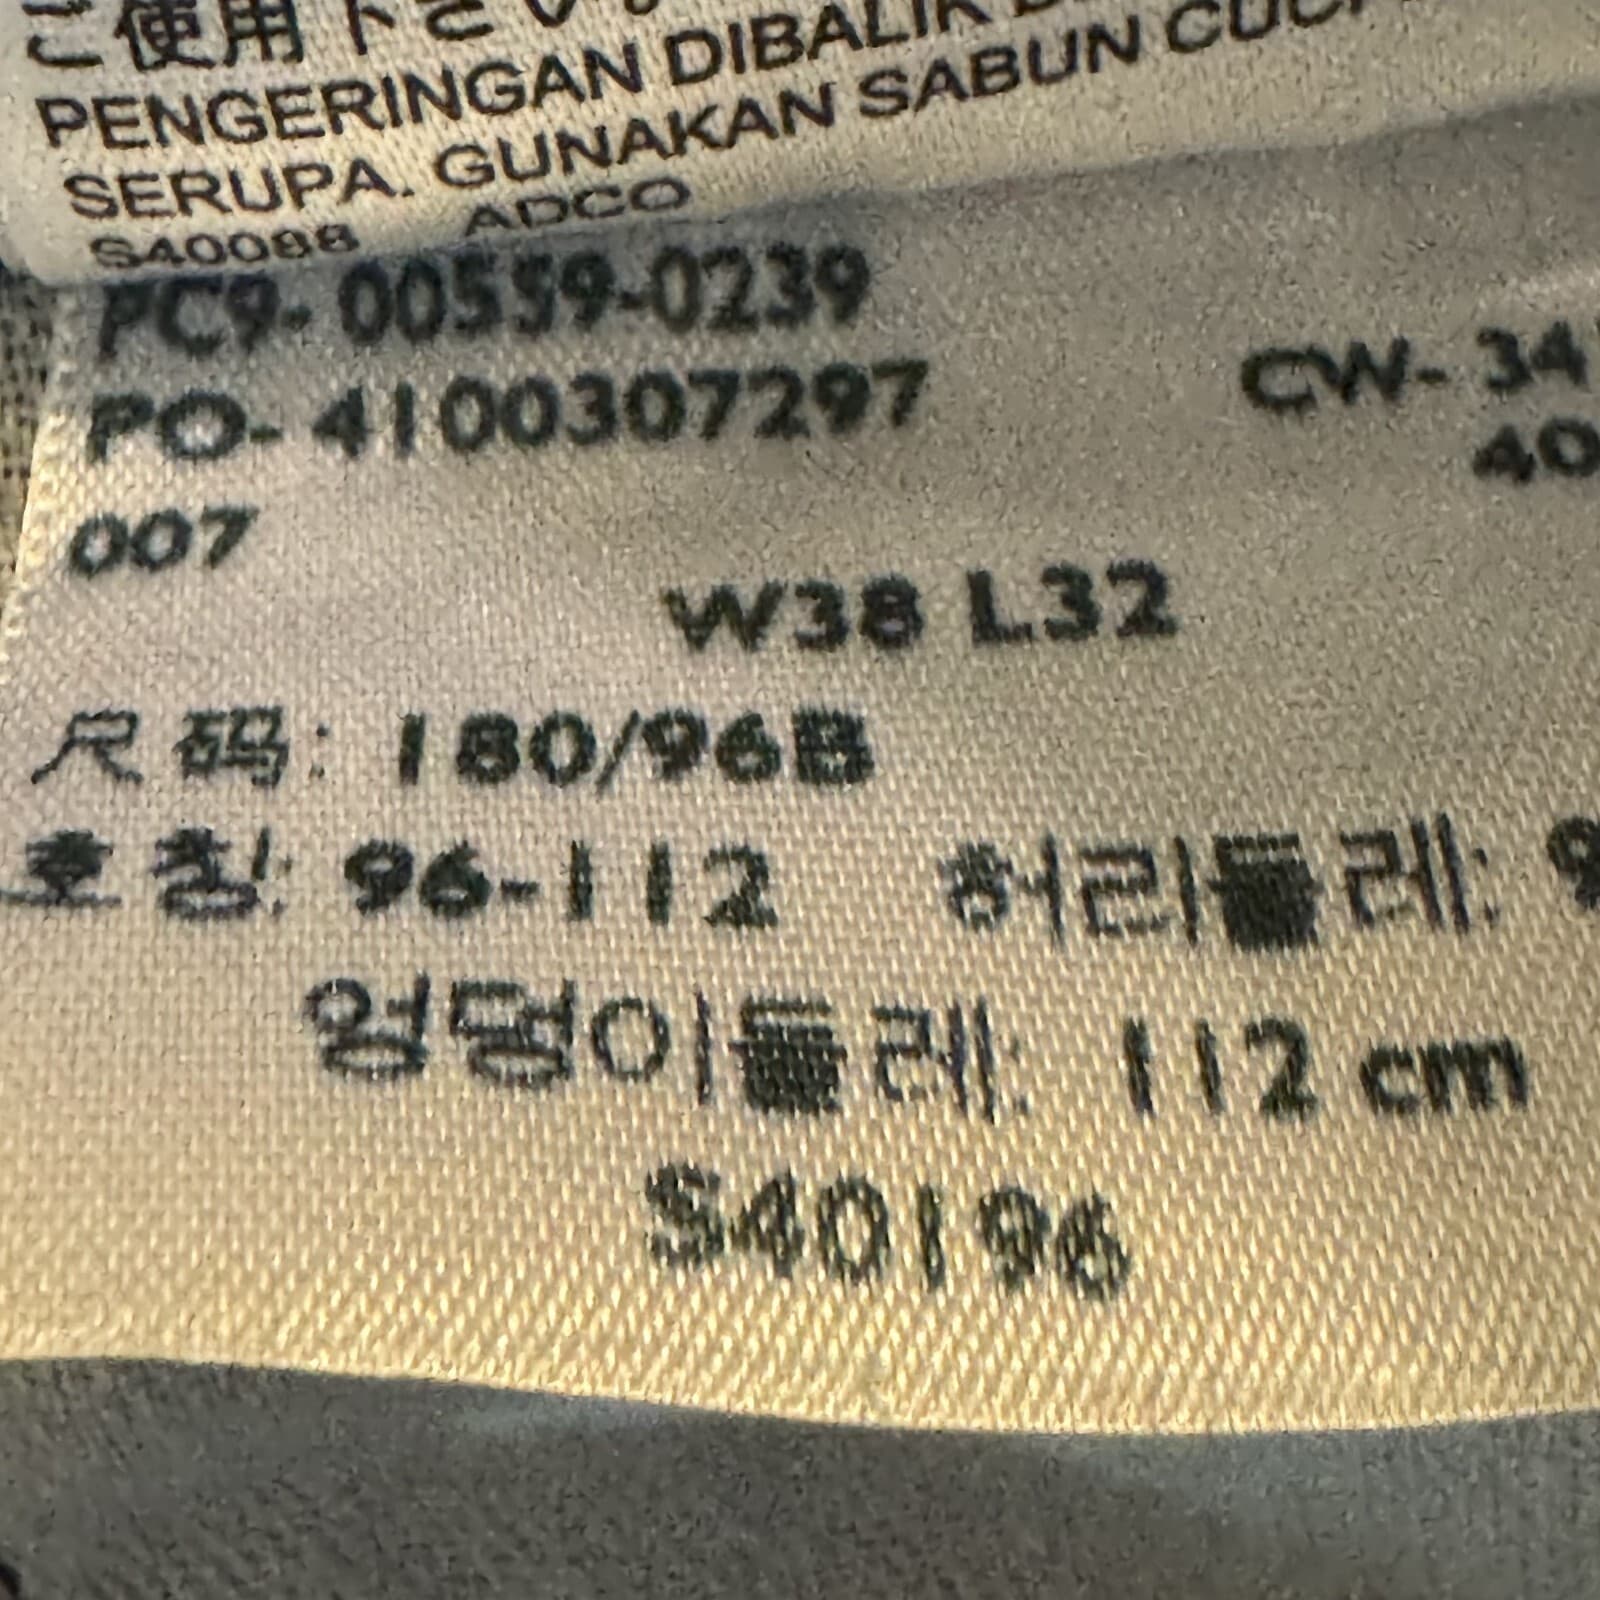 ご使用下さい。
PENGERINGAN DIBALIK
SERUPA. GUNAKAN SABUN
S40088 ADCO
PC9- 00559-0239
PO- 4100307297 CW- 34
40
007
W38 L32
尺码: 180/96B
호칭: 96-112 허리둘레: 9
엉덩이둘레: 112 cm
S40196